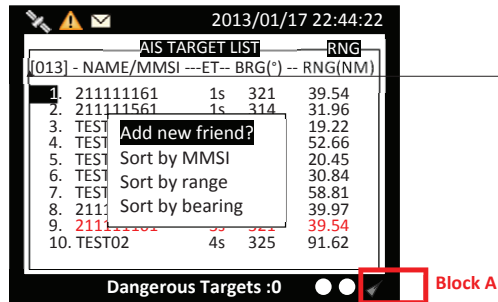 2013/01/17 22:44:22
AIS TARGET LIST RNG
[013] - NAME/MMSI ---ET-- BRG(°) -- RNG(NM)
1. 211111161 1s 321 39.54
2. 211111561 1s 314 31.96
3. TEST 19.22
4. TEST 52.66
5. TEST 20.45
6. TEST 30.84
7. TEST 58.81
8. 211 39.97
9. 39.54
10. TEST02 4s 325 91.62
Add new friend?
Sort by MMSI
Sort by range
Sort by bearing
Dangerous Targets :0
Block A